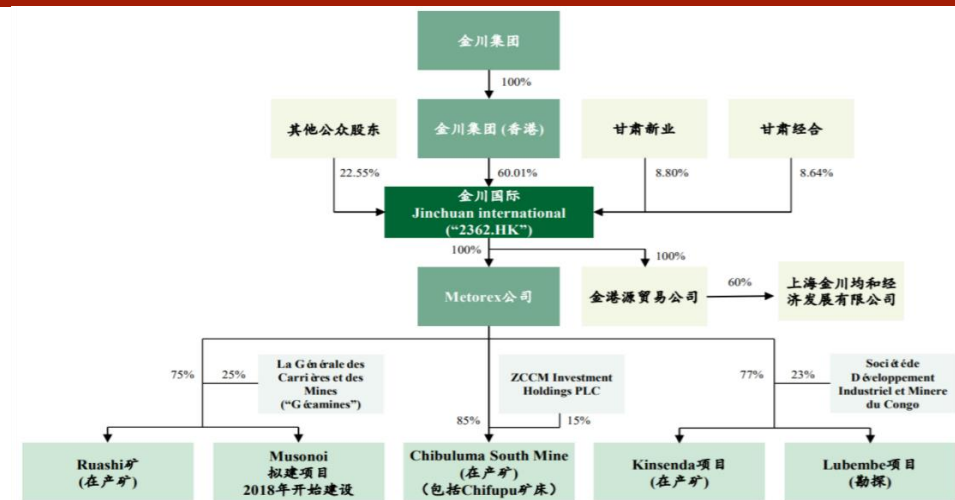 金川集团
100%
其他公众股东
金川集团 (香港)
甘肃新业
甘肃经合
22.55%
60.01%
8.80%
8.64%
金川国际
Jinchuan international
(“2362.HK”)
100%
100%
Metorex公司
金港源贸易公司
60%
上海金川均和经
济发展有限公司
75%
25%
La Générale des
Carrières et des
Mines
(“Gécamines”)
ZCCM Investment
Holdings PLC
85%
15%
77%
23%
Société de
Développement
Industriel et Minere
du Congo
Ruashi矿
(在产矿)
Musonoi
拟建项目
2018年开始建设
Chibuluma South Mine
(在产矿)
(包括Chifupu矿床)
Kinsenda项目
(在产矿)
Lubembe项目
(勘探)